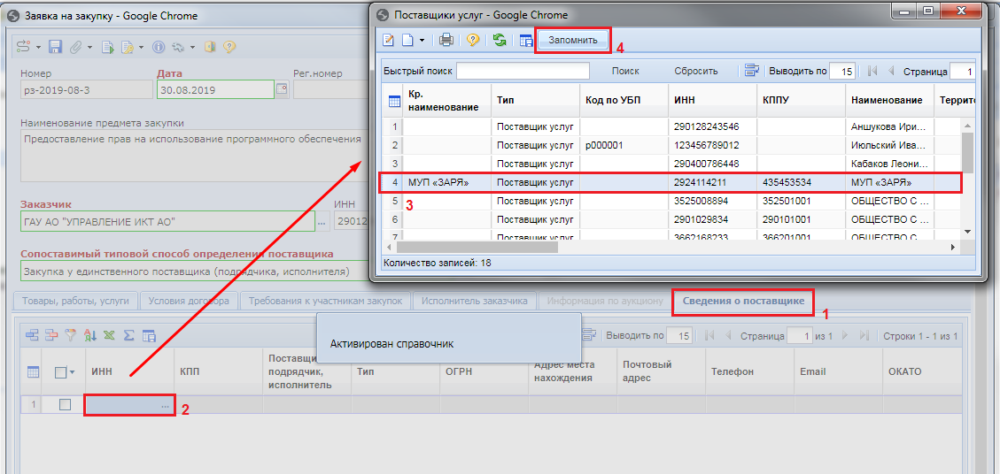 Заявка на закупку - Google Chrome
Номер
Дата
Рег.номер
рз-2019-08-3
30.08.2019
Наименование предмета закупки
Предоставление прав на использование программного обеспечения
Заказчик
ИНН
ГАУ АО "УПРАВЛЕНИЕ ИКТ АО"
...
29012
Сопоставимый типовой способ определения поставщика
Закупка у единственного поставщика (подрядчика, исполнителя)
Поставщики услуг - Google Chrome
Запомнить
4
Быстрый поиск
Поиск
Сбросить
Выводить по
15
Страница
1
Кр. наименование
Тип
Код по УБП
ИНН
КППУ
Наименование
Территс
1 Поставщик услуг 290128243546 Аншукова Ири...
2 Поставщик услуг р000001 123456789012 Июльский Ива...
3 Поставщик услуг 290400786448 Кабаков Леони...
4 МУП «ЗАРЯ» Поставщик услуг 2924114211 435453534 МУП «ЗАРЯ»
5 Поставщик услуг 3525008894 352501001 ОБЩЕСТВО С ...
3
6 Поставщик услуг 2901029834 290101001 ОБЩЕСТВО С ...
7 Поставщик услуг 3662168233 366201001 ОБЩЕСТВО С ...
Количество записей: 18
Товары, работы, услуги
Условия договора
Требования к участникам закупок
Исполнитель заказчика
Информация по аукциону
Сведения о поставщике
1
Активирован справочник
Выводить по
15
Страница
1
из 1
Строки 1 - 1 из 1
ИНН
КПП
Поставщи
подрядчик,
исполнитель
Тип
ОГРН
Адрес места
нахождения
Почтовый
адрес
Телефон
Email
ОКАТО
1
...
2